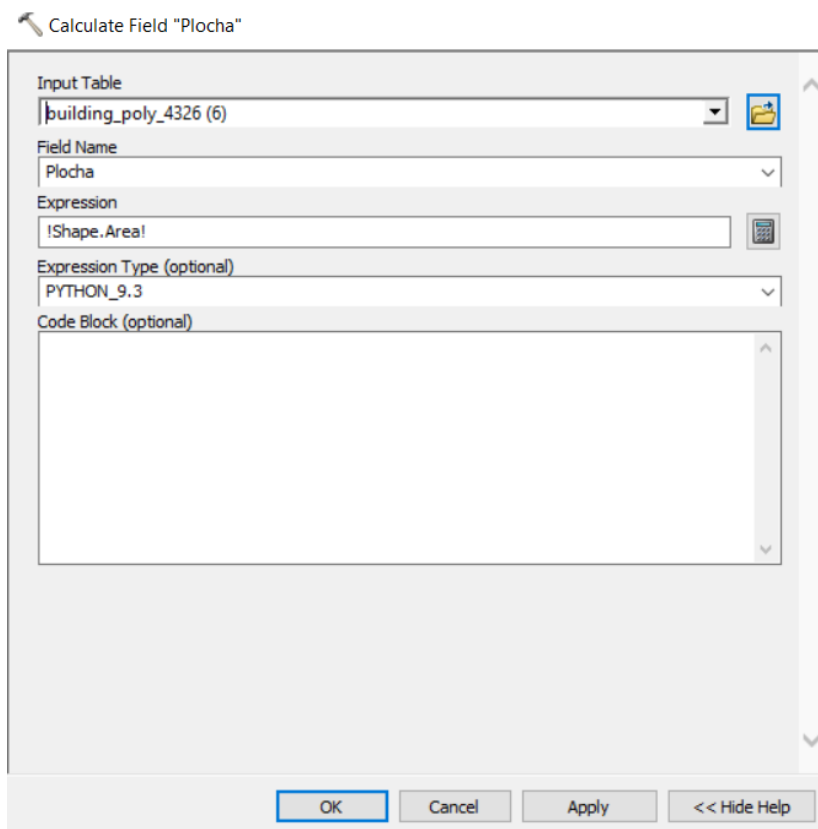 Calculate Field "Plocha"
Input Table
building_poly_4326 (6)
Field Name
Plocha
Expression
!Shape.Area!
Expression Type (optional)
PYTHON_9.3
Code Block (optional)
OK Cancel Apply << Hide Help